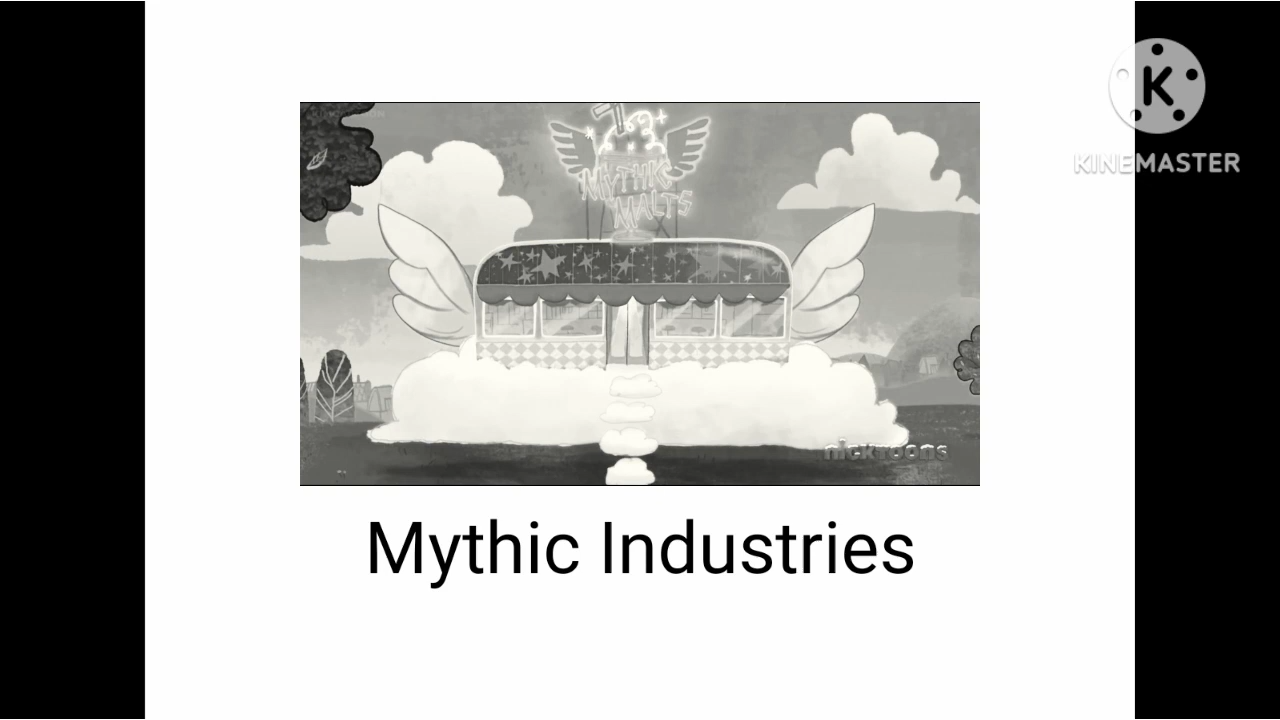 K
KINEMASTER
MYTHIC
MALTS
nicktoons
Mythic Industries